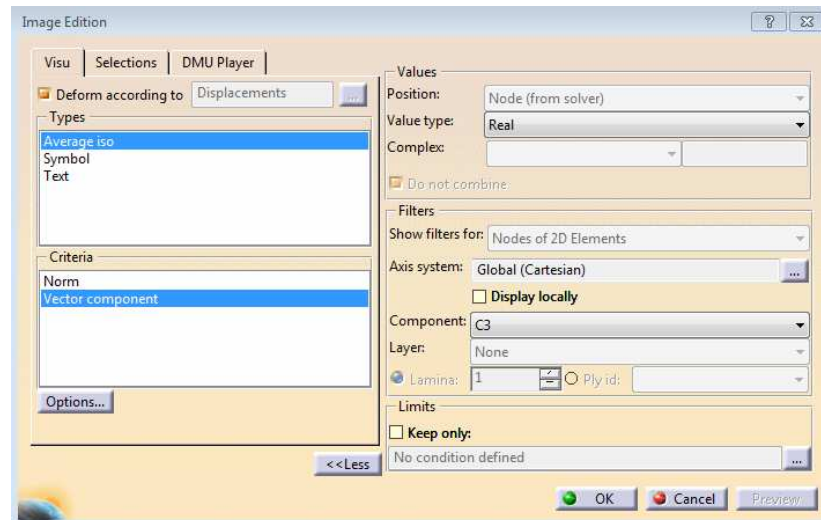 Image Edition
Visu
Selections
DMU Player
Deform according to
Displacements
...
Types
Average iso
Symbol
Text
Criteria
Norm
Vector component
Options...
<<Less
Values
Position:
Node (from solver)
Value type:
Real
Complex:
Do not combine
Filters
Show filters for:
Nodes of 2D Elements
Axis system:
Global (Cartesian)
...
Display locally
Component:
C3
Layer:
None
Lamina:
1
Ply id:
Limits
Keep only:
No condition defined
...
OK
Cancel
Preview